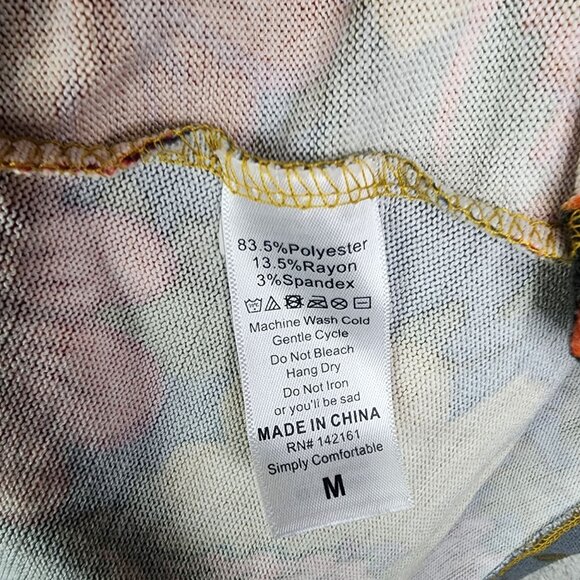 83.5%Polyester
13.5%Rayon
3%Spandex
Machine Wash Cold
Gentle Cycle
Do Not Bleach
Hang Dry
Do Not Iron
or you'll be sad
MADE IN CHINA
RN# 142161
Simply Comfortable
M